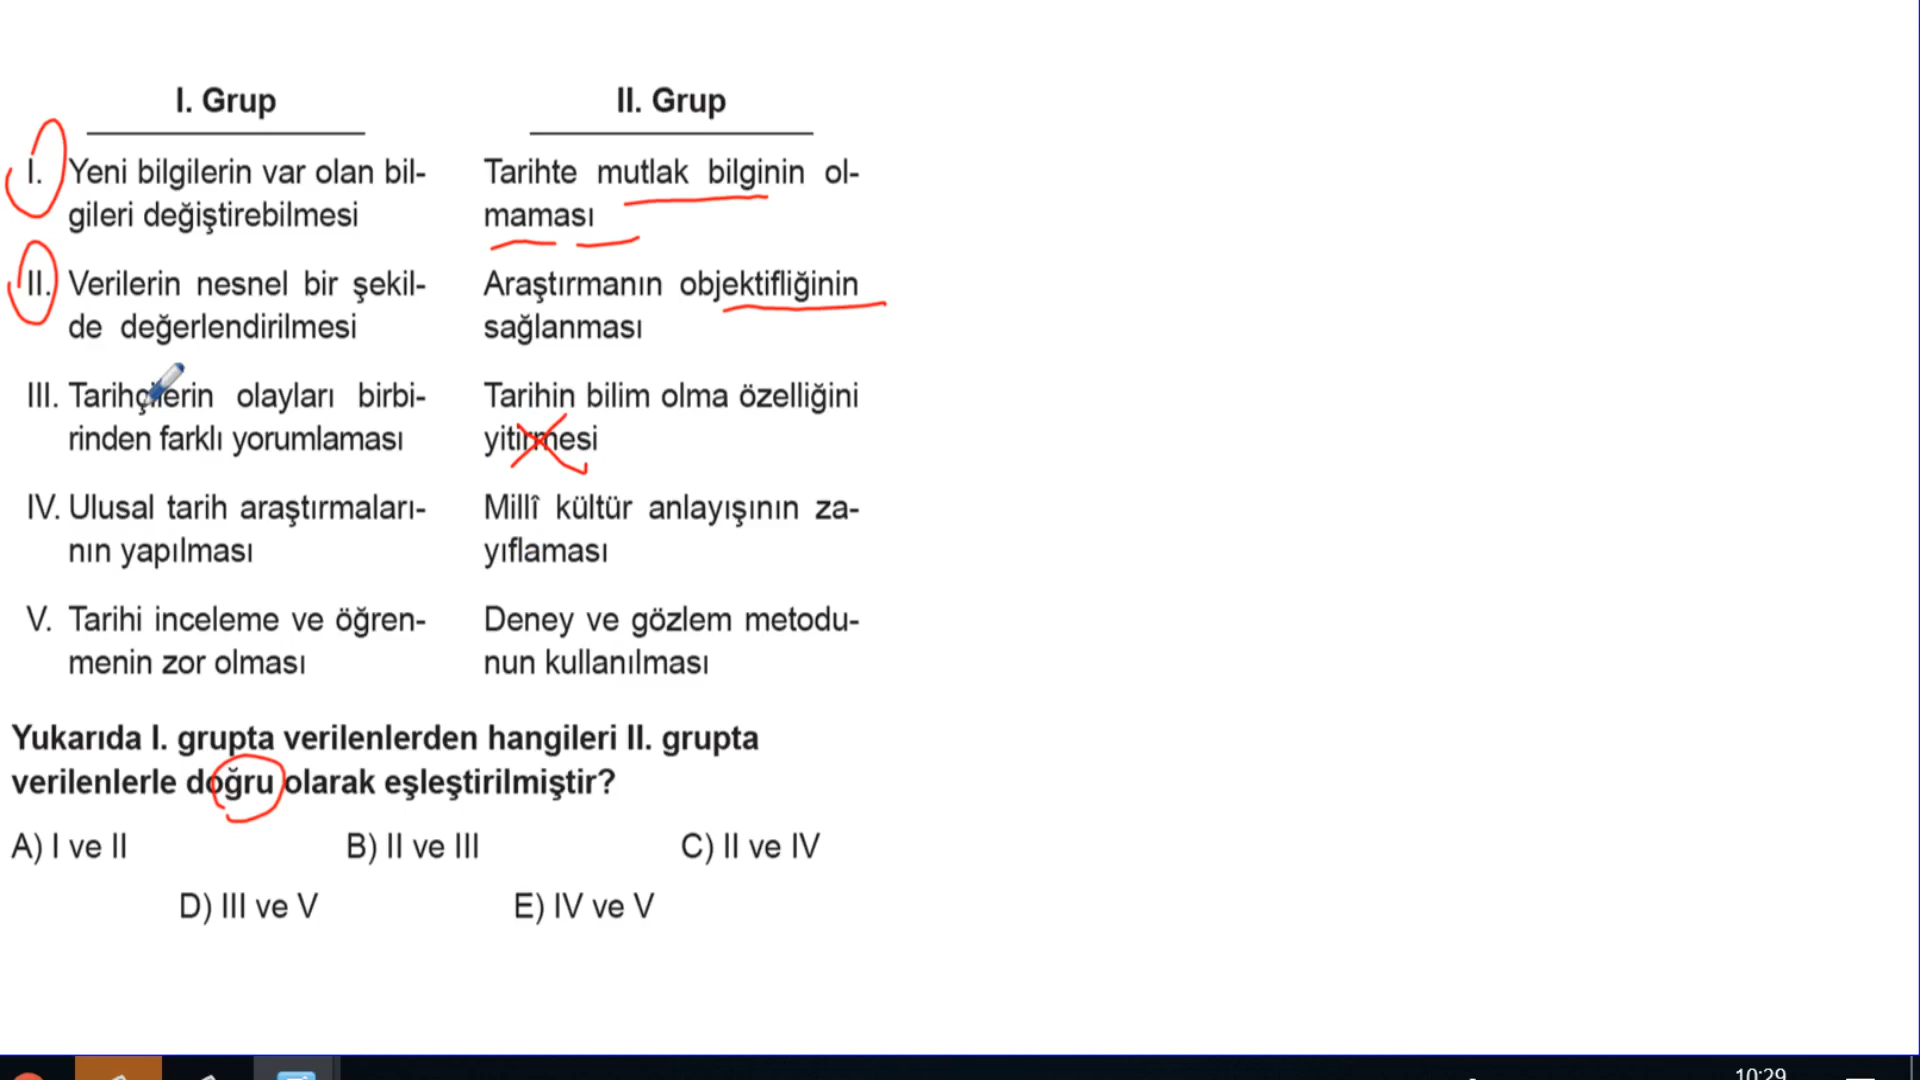 I. Grup II. Grup
I. Yeni bilgilerin var olan bil- Tarihte mutlak bilginin ol-
gileri değiştirebilmesi maması
II. Verilerin nesnel bir şekil- Araştırmanın objektifliğinin
de değerlendirilmesi sağlanması
III. Tarihçilerin olayları birbi- Tarihin bilim olma özelliğini
rinden farklı yorumlaması yitirmesi
IV. Ulusal tarih araştırmaları- Millî kültür anlayışının za-
nın yapılması yıflaması
V. Tarihi inceleme ve öğren- Deney ve gözlem metodu-
menin zor olması nun kullanılması
Yukarıda I. grupta verilenlerden hangileri II. grupta
verilenlerle doğru olarak eşleştirilmiştir?
A) I ve II B) II ve III C) II ve IV
D) III ve V E) IV ve V
10:29